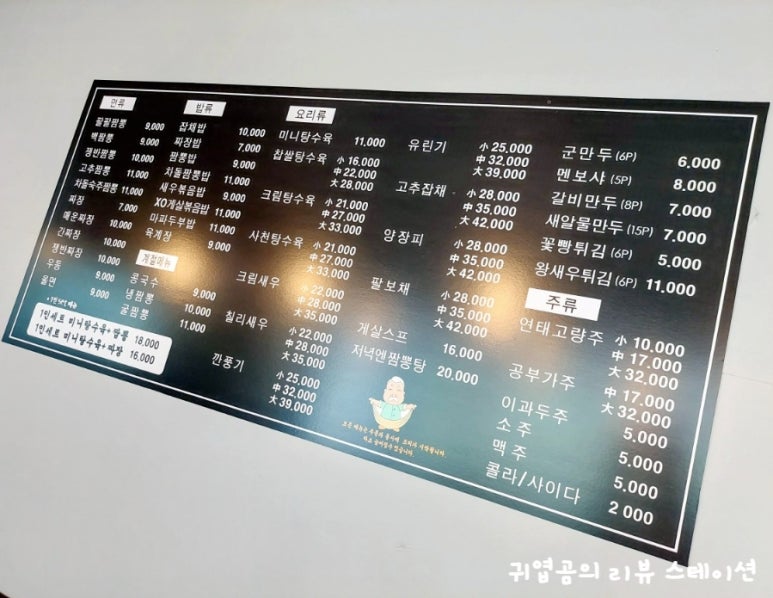 면류
팔팔짬뽕 9,000
백짬뽕 9,000
쟁반짬뽕 10,000
고추짬뽕 11,000
차돌숙주짬뽕 11,000
짜장 7,000
매운짜장 10,000
간짜장 10,000
쟁반짜장 10,000
우동 9,000
울면 9,000
1인세트 미니탕수육+짬뽕 18,000
1인세트 미니탕수육+짜장 16,000
밥류
잡채밥 10,000
짜장밥 7,000
짬뽕밥 9,000
차돌짬뽕밥 11,000
새우볶음밥 9,000
XO게살볶음밥 11,000
마파두부밥 11,000
육계장 9,000
계절메뉴
콩국수 9,000
냉짬뽕 10,000
굴짬뽕 11,000
요리류
미니탕수육 11,000
찹쌀탕수육 小 16,000
中 22,000
大 28,000
크림탕수육 小 21,000
中 27,000
大 33,000
사천탕수육 小 21,000
中 27,000
大 33,000
크림새우 小 22,000
中 28,000
大 35,000
칠리새우 小 22,000
中 28,000
大 35,000
깐풍기 小 25,000
中 32,000
大 39,000
유린기 小 25,000
中 32,000
大 39,000
고추잡채 小 28,000
中 35,000
大 42,000
양장피 小 28,000
中 35,000
大 42,000
팔보채 小 28,000
中 35,000
大 42,000
게살스프 16,000
저녁엔짬뽕탕 20,000
군만두 (6P) 6,000
멘보샤 (5P) 8,000
갈비만두 (8P) 7,000
새알물만두 (15P) 7,000
꽃빵튀김 (6P) 5,000
왕새우튀김 (6P) 11,000
주류
연태고량주 小 10,000
中 17,000
大 32,000
공부가주 中 17,000
大 32,000
이과두주 5,000
소주 5,000
맥주 5,000
콜라/사이다 2 000
귀엽곰의 리뷰 스테이션